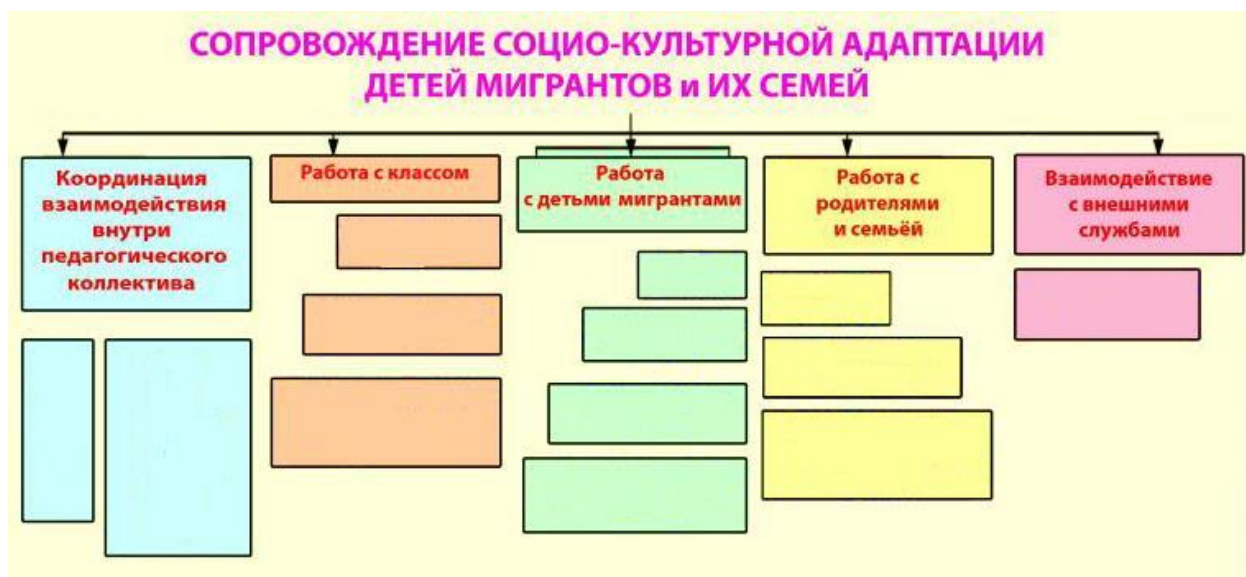 СОПРОВОЖДЕНИЕ СОЦИО-КУЛЬТУРНОЙ АДАПТАЦИИ
ДЕТЕЙ МИГРАНТОВ и ИХ СЕМЕЙ
Координация
взаимодействия
внутри
педагогического
коллектива
Работа с классом
Работа
с детьми мигрантами
Работа с
родителями
и семьёй
Взаимодействие
с внешними
службами